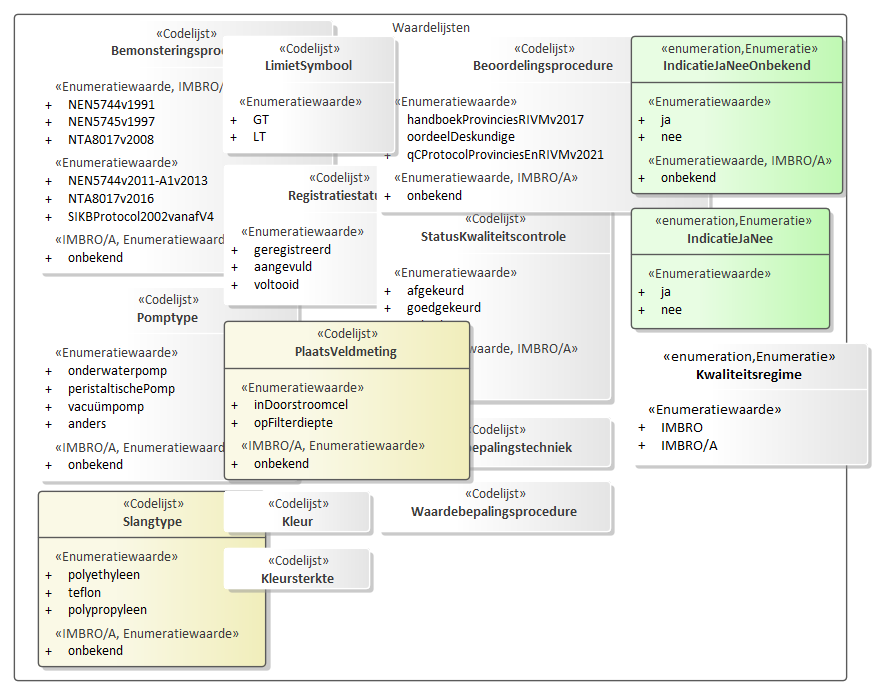 Waardelijsten
«Codelijst»
«Enumeratiewaarde, IMBRO/
+ NEN5744v1991
+ NEN5745v1997
+ NTA8017v2008
«Enumeratiewaarde»
+ NEN5744v2011-A1v2013
+ NTA8017v2016
+ SIKBProtocol2002vanafV4
«IMBRO/A, Enumeratiewaarde
+ onbekend
«Codelijst»
LimietSymbool
«Enumeratiewaarde»
+ GT
+ LT
«Codelijst»
Beoordelingsprocedure
«Enumeratiewaarde»
handboekProvinciesRIVMv2017
oordeelDeskundige
+ qCProtocolProvinciesEnRIVMv2021
«Enumeratiewaarde, IMBRO/A»
+ onbekend
«enumeration,Enumeratie»
IndicatieJaNeeOnbekend
«Enumeratiewaarde»
+ ja
+ nee
«Enumeratiewaarde, IMBRO/A»
+ onbekend
«Codelijst»
«Enumeratiewaarde»
+ geregistreerd
+ aangevuld
+ voltooid
«Codelijst»
StatusKwaliteitscontrole
«Enumeratiewaarde»
+ afgekeurd
+ goedgekeurd
waarde, IMBRO/A»
«enumeration,Enumeratie»
IndicatieJaNee
«Enumeratiewaarde»
+ ja
+ nee
«Codelijst»
Pomptype
«Enumeratiewaarde»
+ onderwaterpomp
+ peristaltischePomp
+ vacuümpomp
+ anders
«IMBRO/A, Enumeratiewaard
+ onbekend
«Codelijst»
PlaatsVeldmeting
«Enumeratiewaarde»
+ inDoorstroomcel
+ opFilterdiepte
«IMBRO/A, Enumeratiewaarde»
+ onbekend
«enumeration,Enumeratie»
Kwaliteitsregime
«Enumeratiewaarde»
+ IMBRO
+ IMBRO/A
odelijst»
epalingstechniek
«Codelijst»
Waardebepalingsprocedure
«Codelijst»
Slangtype
«Enumeratiewaarde»
+ polyethyleen
+ teflon
+ polypropyleen
«IMBRO/A, Enumeratiewaarde»
+ onbekend
«Codelijst»
Kleur
«Codelijst»
Kleursterkte